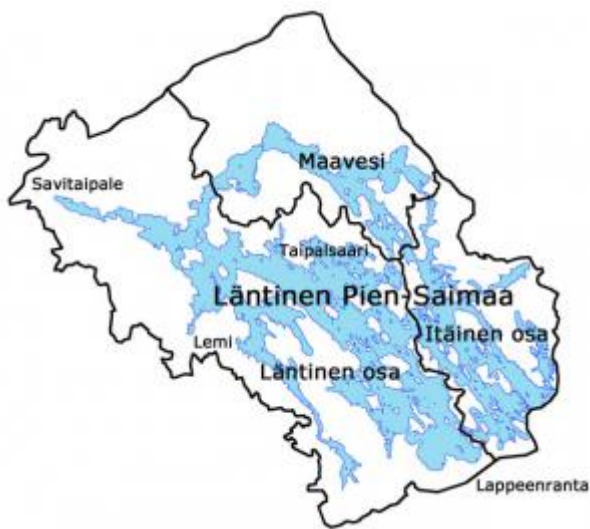 Maavesi
Savitaipale
Taipalsaari
Läntinen Pien-Saimaa
Itäinen osa
Lemi
Läntinen osa
Lappeenranta